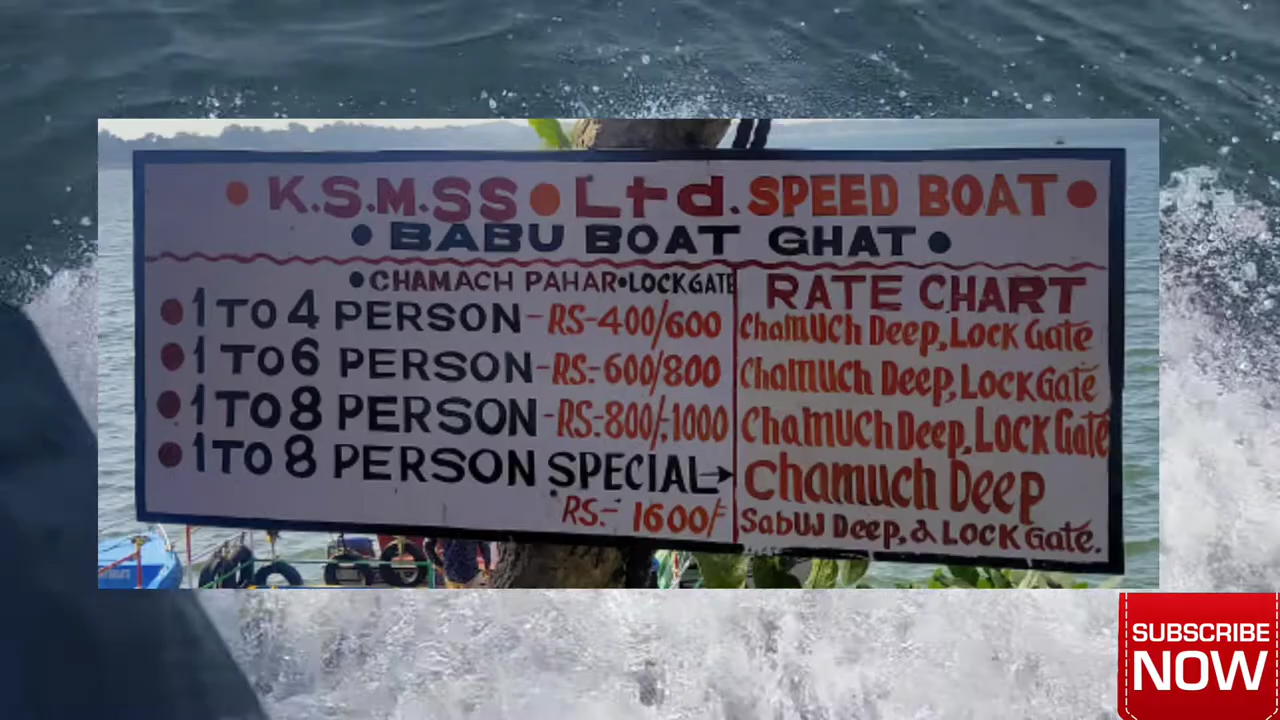 K.S.M.SS Ltd. SPEED BOAT
BABU BOAT GHAT
CHAMACH PAHAR•LOCKGATE
RATE CHART
1 TO 4 PERSON - RS-400/600 Chamuch Deep, Lock Gate
1 TO 6 PERSON - RS.-600/800 Chamuch Deep, Lock Gate
1 TO 8 PERSON - RS.-800/-1000 Chamuch Deep, Lock Gate
1 TO 8 PERSON SPECIAL → Chamuch Deep
RS.- 1600/= Sabuj Deep, & Lock Gate.
SUBSCRIBE
NOW